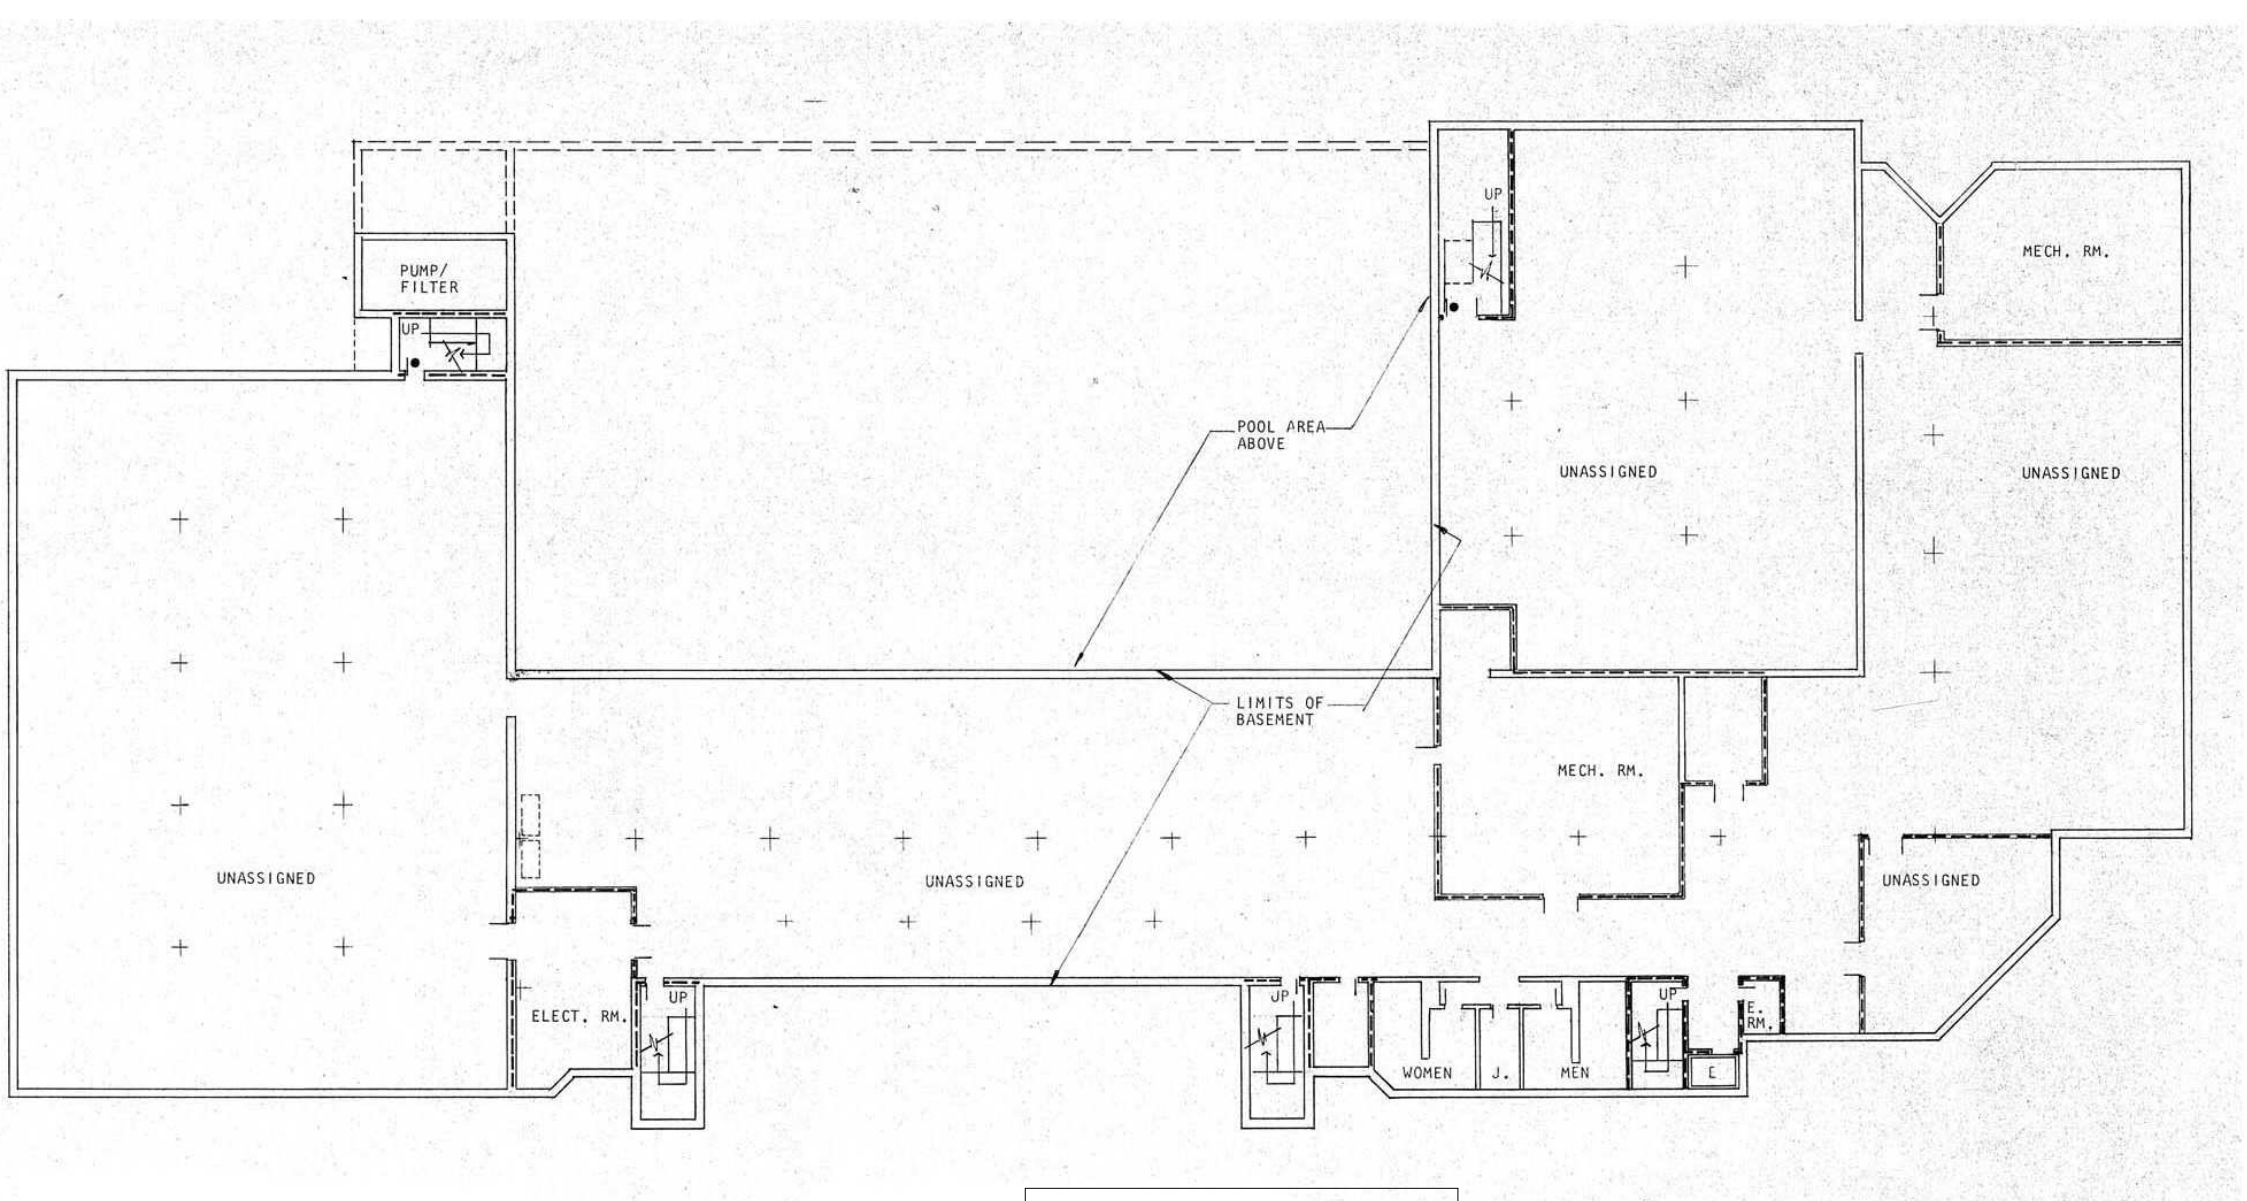 UP
MECH. RM.
PUMP/
FILTER
UP
POOL AREA
ABOVE
UNASSIGNED
UNASSIGNED
LIMITS OF
BASEMENT
MECH. RM.
UNASSIGNED
UNASSIGNED
UNASSIGNED
UP
UP
UP
ELECT. RM.
E.
RM.
WOMEN
J.
MEN
E